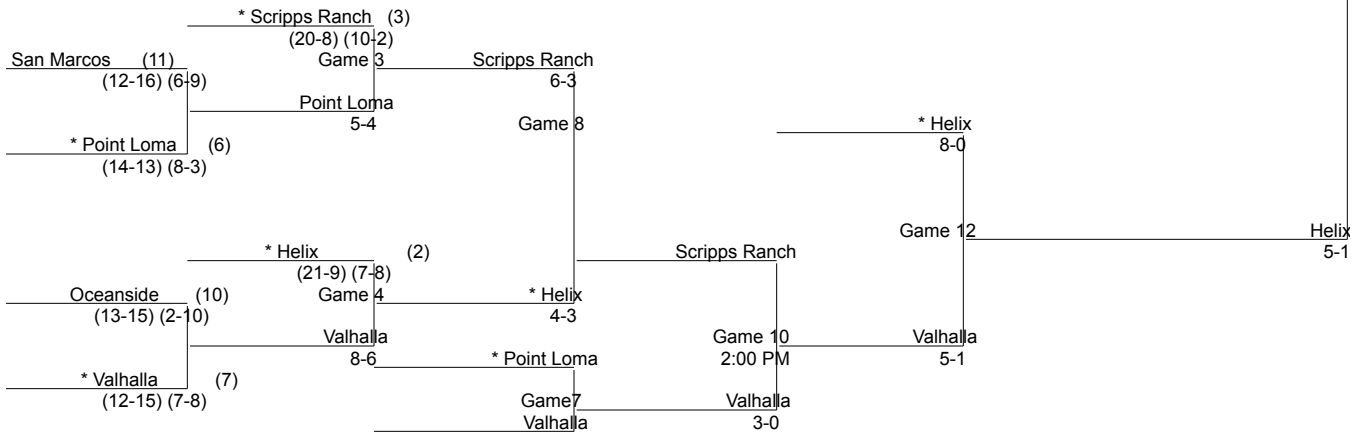 * Scripps Ranch (3)
(20-8) (10-2)
San Marcos (11) Game 3 Scripps Ranch
(12-16) (6-9) 6-3
Point Loma
5-4 Game 8 * Helix
* Point Loma (6) 8-0
(14-13) (8-3)
Game 12 Helix
* Helix (2) Scripps Ranch 5-1
(21-9) (7-8)
Oceanside (10) Game 4 * Helix
(13-15) (2-10) 4-3
Valhalla Game 10 Valhalla
8-6 * Point Loma 2:00 PM 5-1
* Valhalla (7)
(12-15) (7-8) Game7 Valhalla
Valhalla 3-0